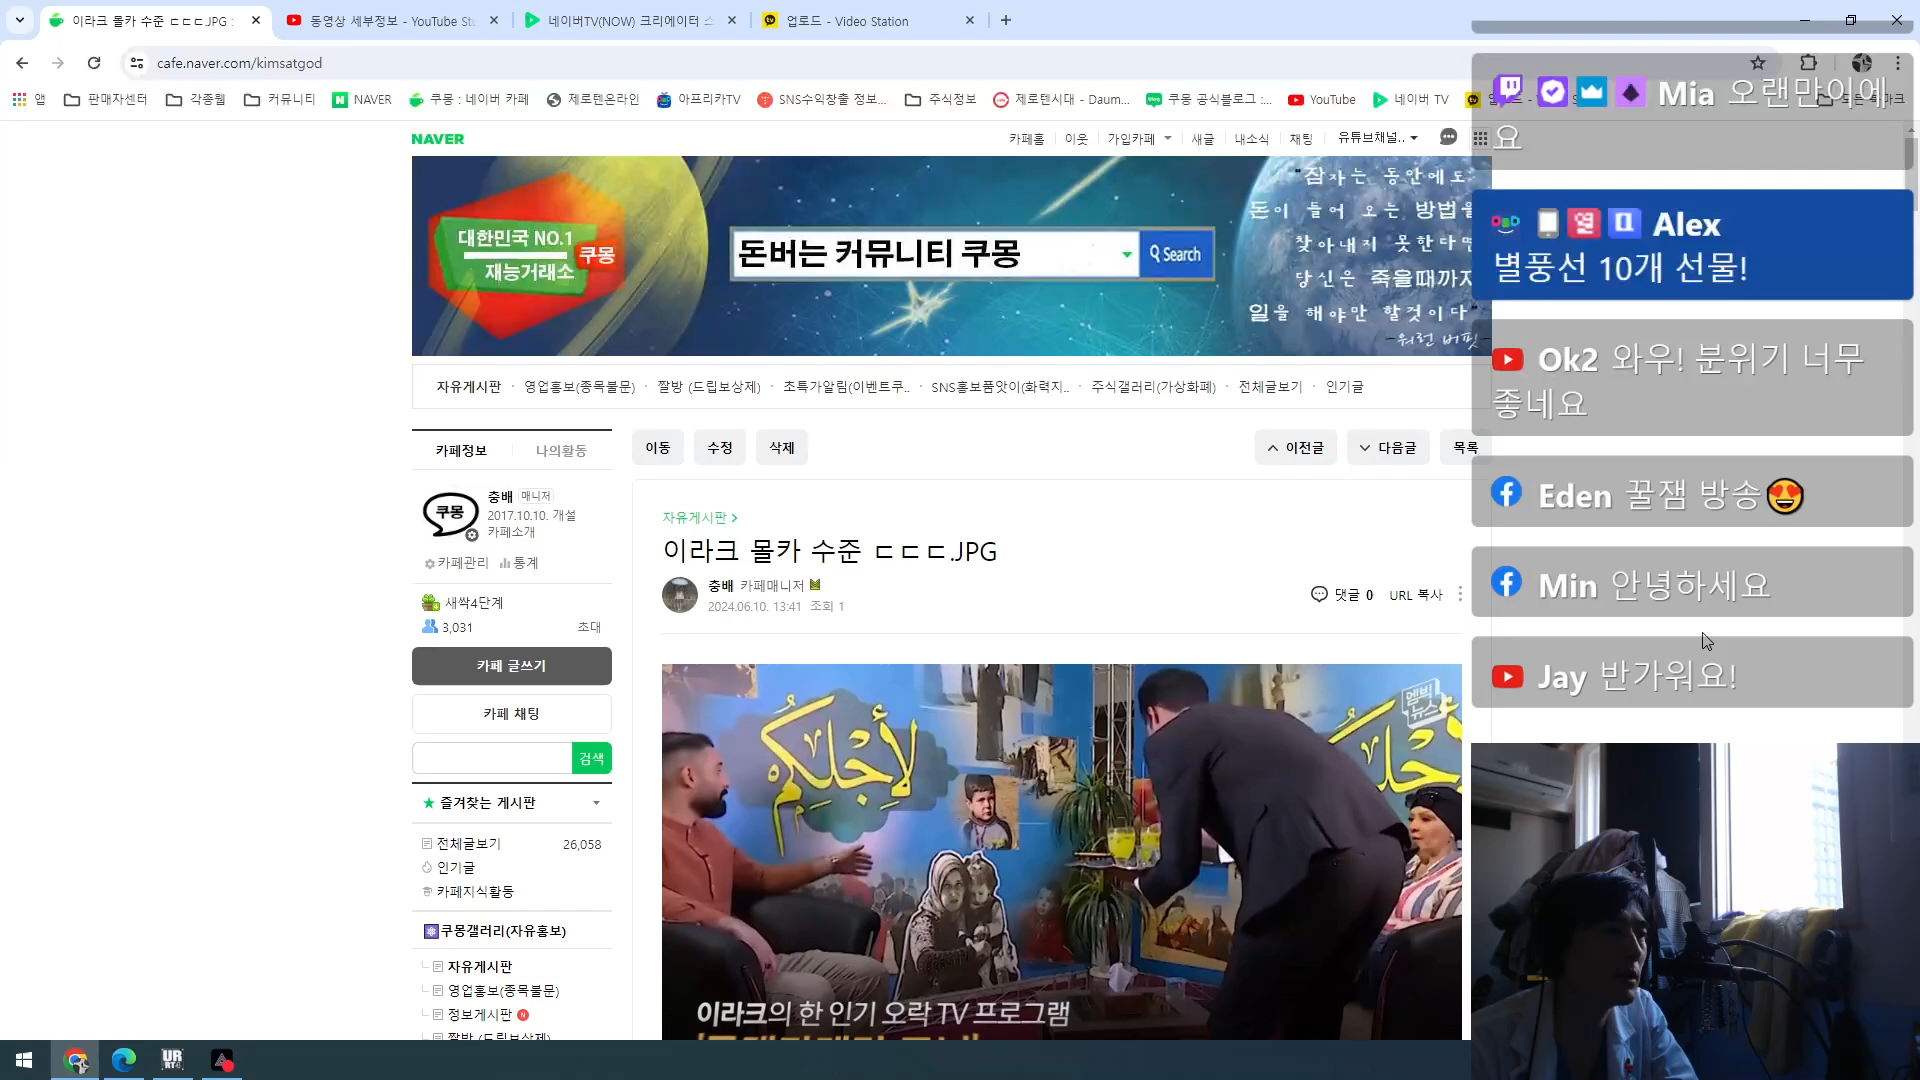 이라크 몰카 수준 ㄷㄷㄷ.JPG :
동영상 세부정보 - YouTube Stu
네이버TV(NOW) 크리에이터 스
업로드 - Video Station
cafe.naver.com/kimsatgod
앱
판매자센터
각종웹
커뮤니티
NAVER
쿠몽 : 네이버 카페
제로텐온라인
아프리카TV
SNS수익창출 정보...
주식정보
제로텐시대 - Daum...
쿠몽 공식블로그 :...
YouTube
네이버 TV
Mia 오랜만이에
요
Alex
별풍선 10개 선물!
Ok2 와우! 분위기 너무
좋네요
Eden 꿀잼 방송😍
Min 안녕하세요
Jay 반가워요!
NAVER
카페홈
이웃
가입카페
새글
내소식
채팅
유튜브채널..
대한민국 NO.1
재능거래소
쿠몽
돈버는 커뮤니티 쿠몽
Search
"잠자는 동안에도
돈이 들어 오는 방법을
찾아내지 못한다면
당신은 죽을때까지
일을 해야만 할것이다"
-워런 버핏-
자유게시판 · 영업홍보(종목불문) · 짤방 (드립보상제) · 초특가알림(이벤트쿠.. · SNS홍보품앗이(화력지.. · 주식갤러리(가상화폐) · 전체글보기 · 인기글
카페정보
나의활동
이동
수정
삭제
이전글
다음글
목록
쿠몽
충배 매니저
2017.10.10. 개설
카페소개
카페관리
통계
새싹4단계
3,031
초대
카페 글쓰기
카페 채팅
검색
즐겨찾는 게시판
전체글보기
26,058
인기글
카페지식활동
쿠몽갤러리(자유홍보)
자유게시판
영업홍보(종목불문)
정보게시판 N
짤방 (드립보상제)
자유게시판 >
이라크 몰카 수준 ㄷㄷㄷ.JPG
충배 카페매니저
2024.06.10. 13:41 조회 1
댓글 0
URL 복사
لأجلكم
엠빅
뉴스
이라크의 한 인기 오락 TV 프로그램
UR